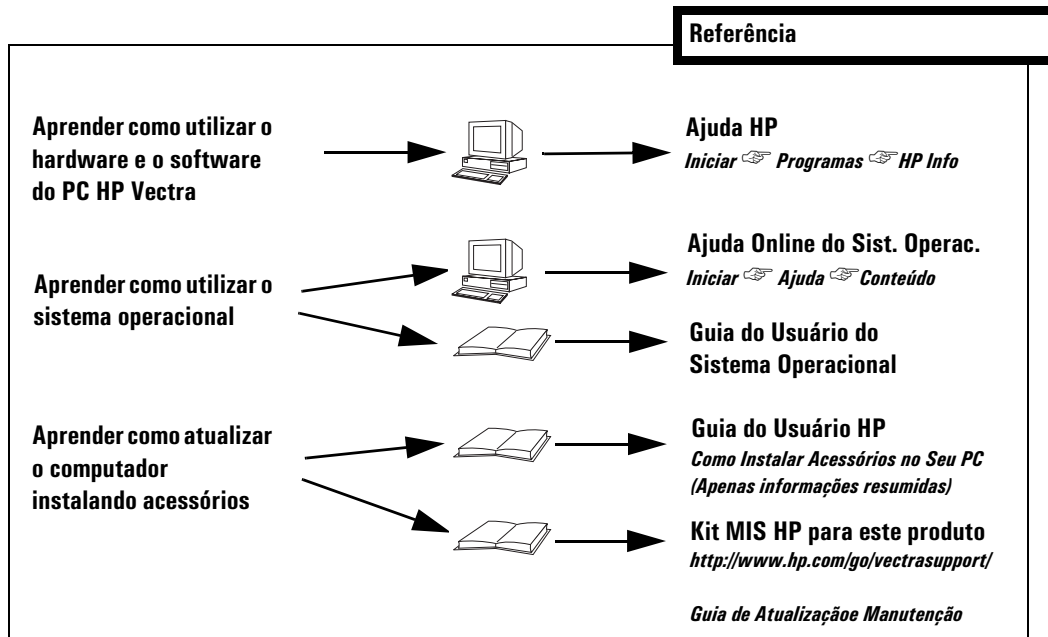 Referência
Aprender como utilizar o
hardware e o software
do PC HP Vectra
Ajuda HP
Iniciar ☞ Programas ☞ HP Info
Aprender como utilizar o
sistema operacional
Ajuda Online do Sist. Operac.
Iniciar ☞ Ajuda ☞ Conteúdo
Guia do Usuário do
Sistema Operacional
Aprender como atualizar
o computador
instalando acessórios
Guia do Usuário HP
Como Instalar Acessórios no Seu PC
(Apenas informações resumidas)
Kit MIS HP para este produto
http://www.hp.com/go/vectrasupport/
Guia de Atualizaçãoe Manutenção